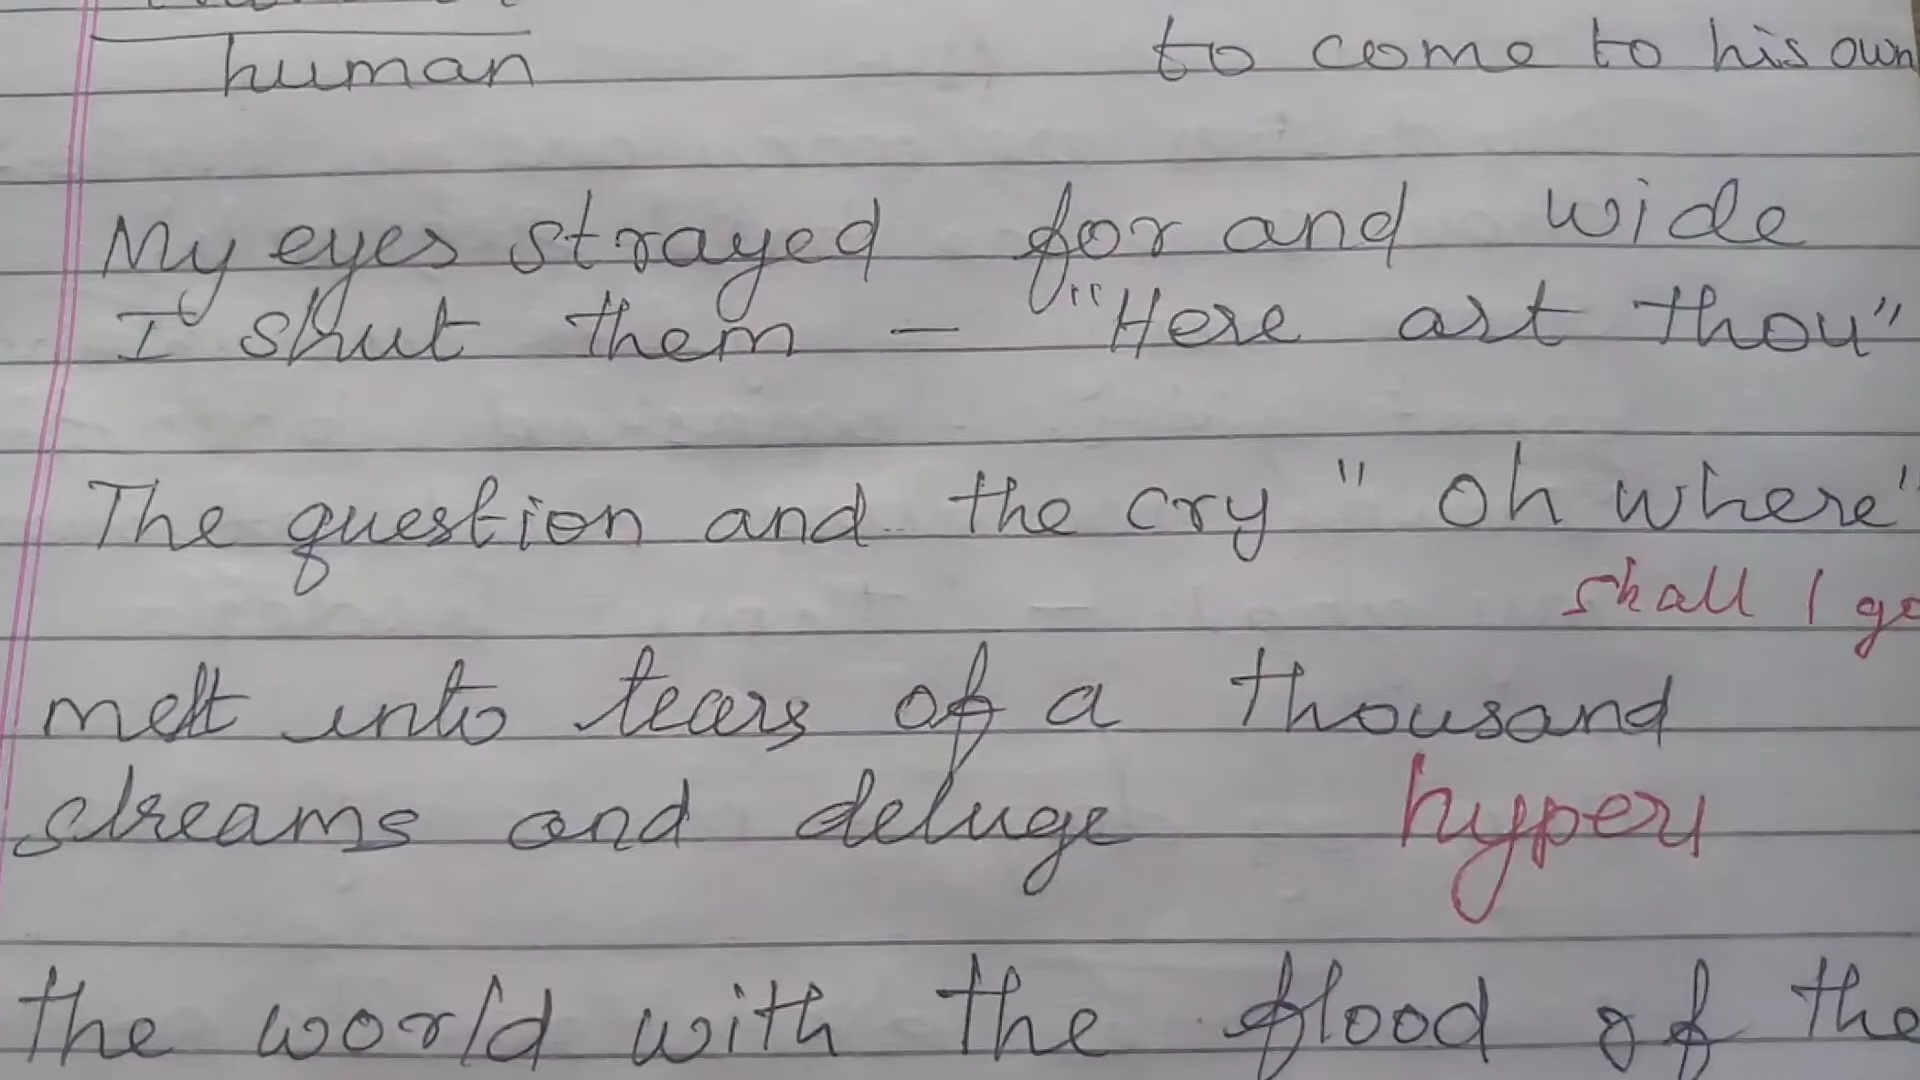 human to come to his own
My eyes strayed for and wide
I shut them - "Here art thou"
The question and the cry " oh where"
shall I go
melt into tears of a thousand
streams and deluge hyper
the world with the flood of the